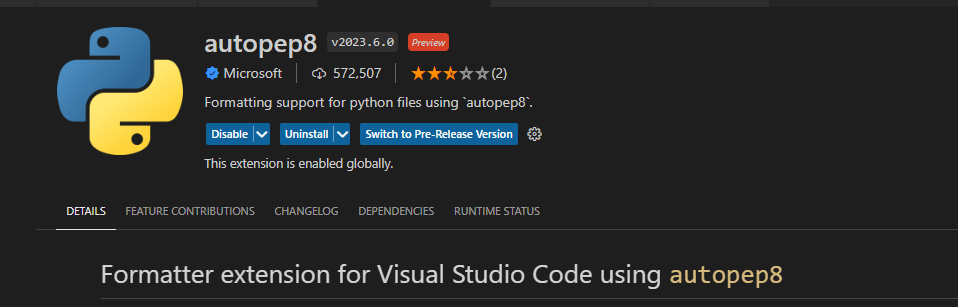 autopep8 v2023.6.0 Preview
Microsoft 572,507 (2)
Formatting support for python files using `autopep8`.
Disable Uninstall Switch to Pre-Release Version
This extension is enabled globally.
DETAILS FEATURE CONTRIBUTIONS CHANGELOG DEPENDENCIES RUNTIME STATUS
Formatter extension for Visual Studio Code using autopep8